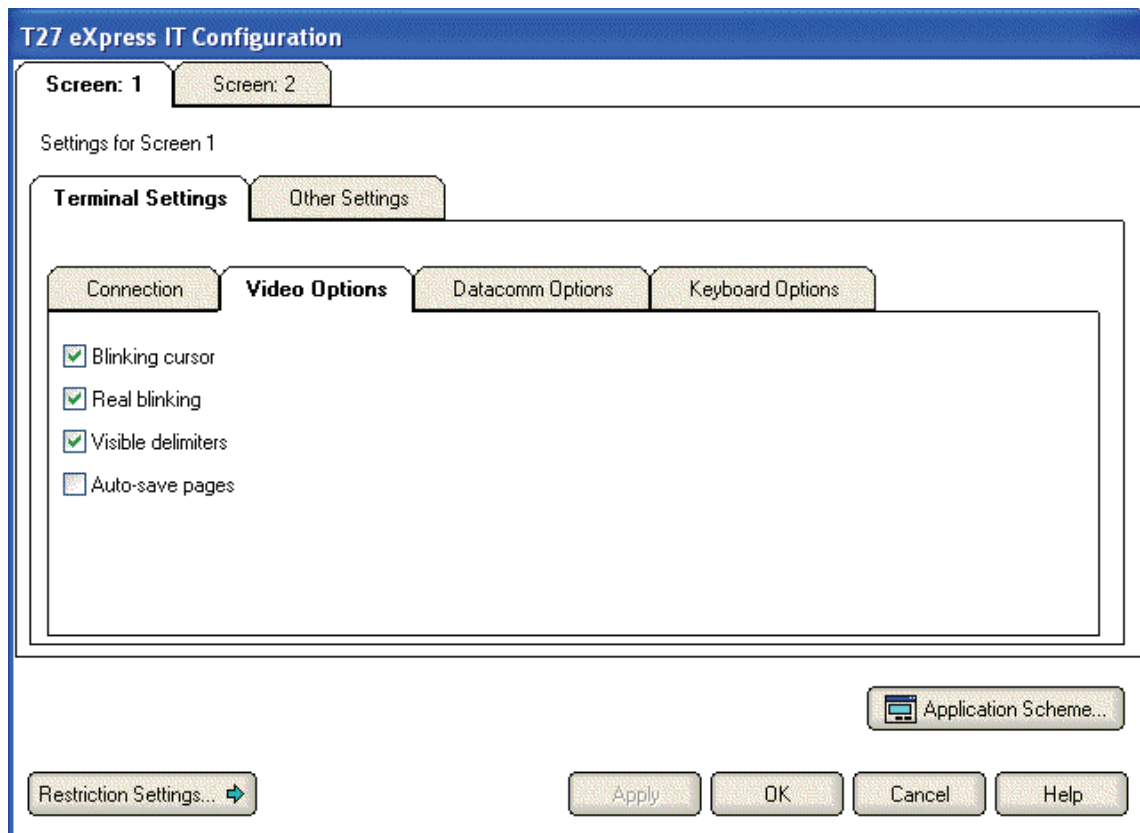 T27 eXpress IT Configuration
Screen: 1 Screen: 2
Settings for Screen 1
Terminal Settings Other Settings
Connection Video Options Datacomm Options Keyboard Options
Blinking cursor
Real blinking
Visible delimiters
Auto-save pages
Application Scheme...
Restriction Settings... Apply OK Cancel Help